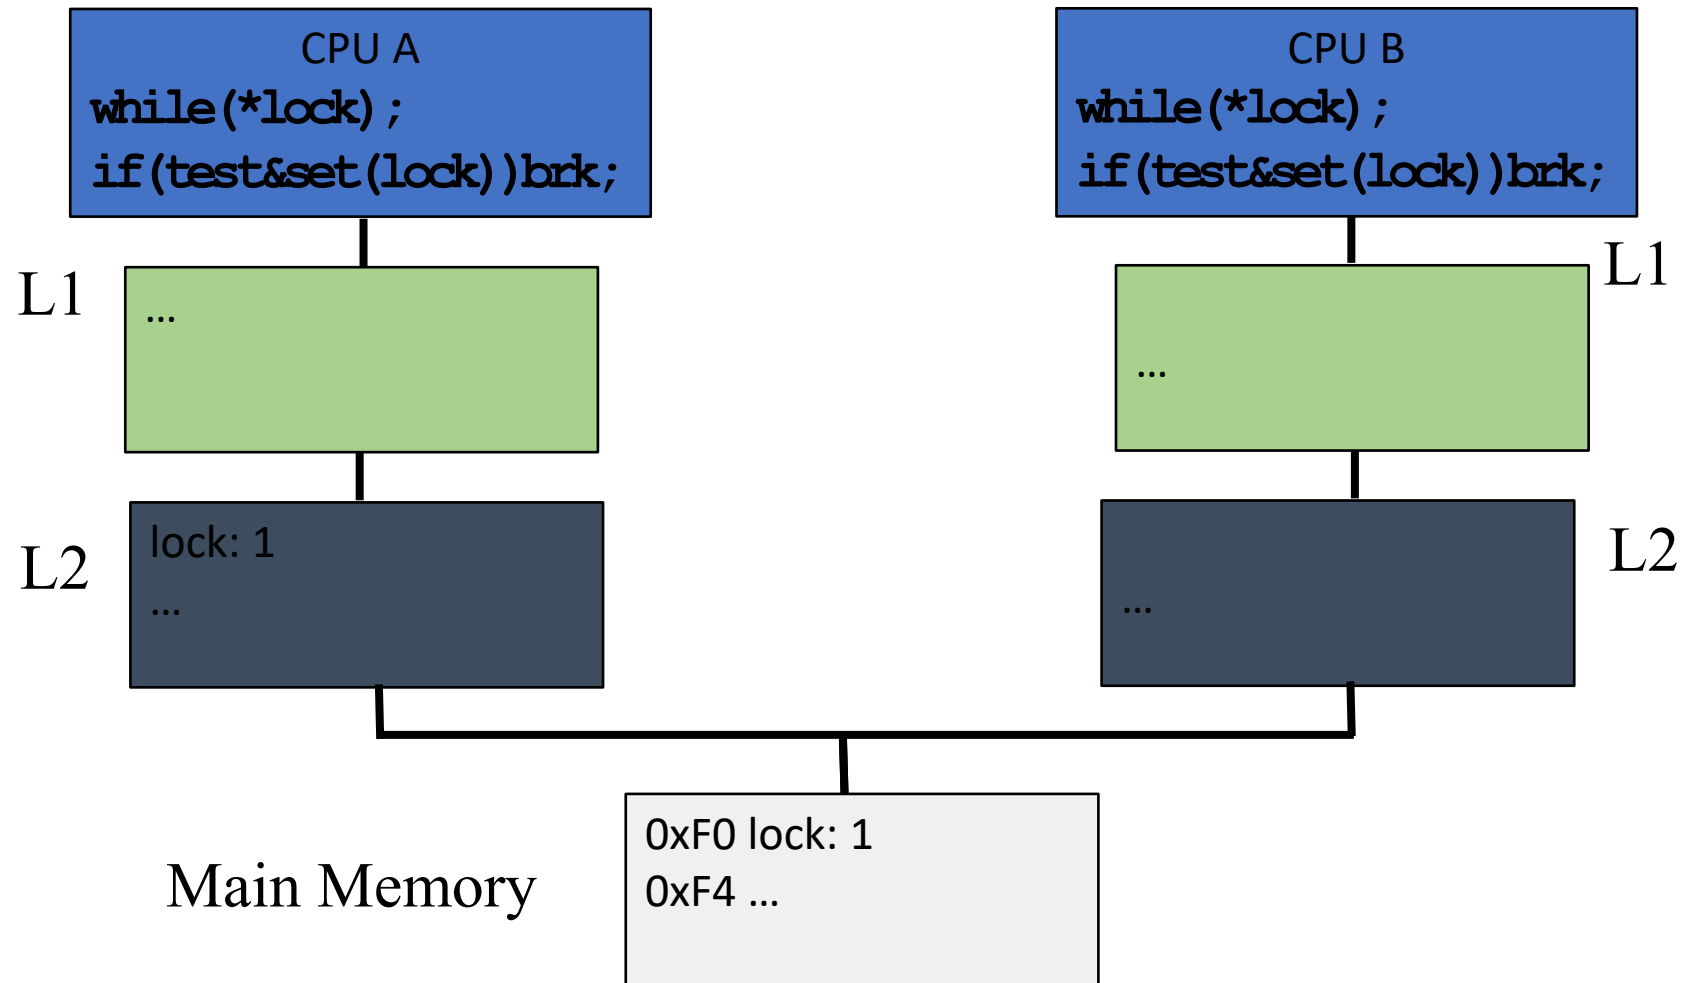 CPU A
while(*lock);
if(test&set(lock))brk;
CPU B
while(*lock);
if(test&set(lock))brk;
L1
…
L1
…
L2
lock: 1
…
L2
…
Main Memory
0xF0 lock: 1
0xF4 …